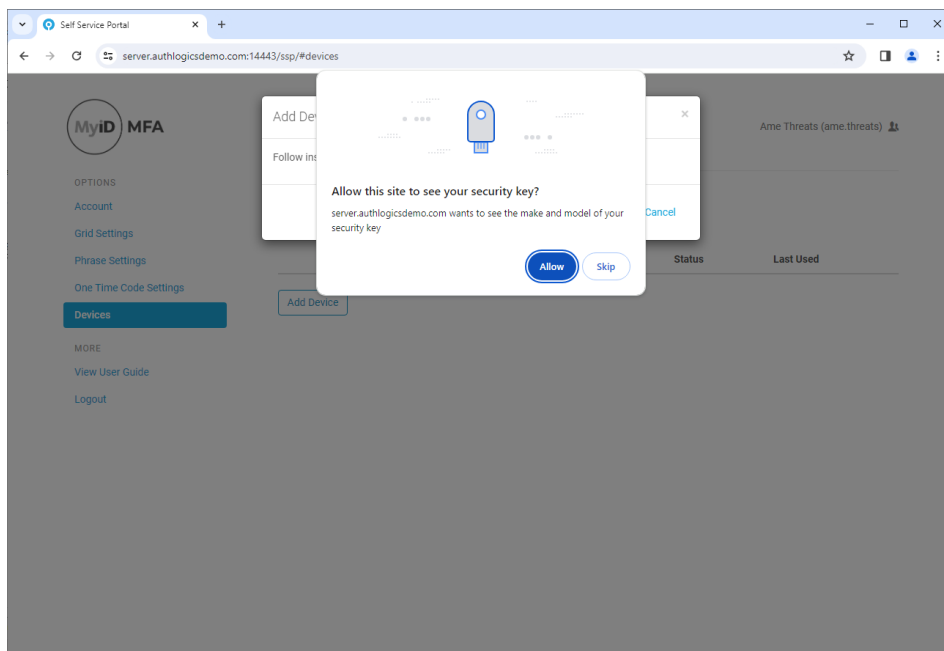 Self Service Portal
server.authlogicsdemo.com:14443/ssp/#devices
MyiD MFA
Ame Threats (ame.threats)
OPTIONS
Account
Grid Settings
Phrase Settings
One Time Code Settings
Devices
MORE
View User Guide
Logout
Add De
Follow ins
Cancel
Allow this site to see your security key?
server.authlogicsdemo.com wants to see the make and model of your
security key
Allow
Skip
Status
Last Used
Add Device